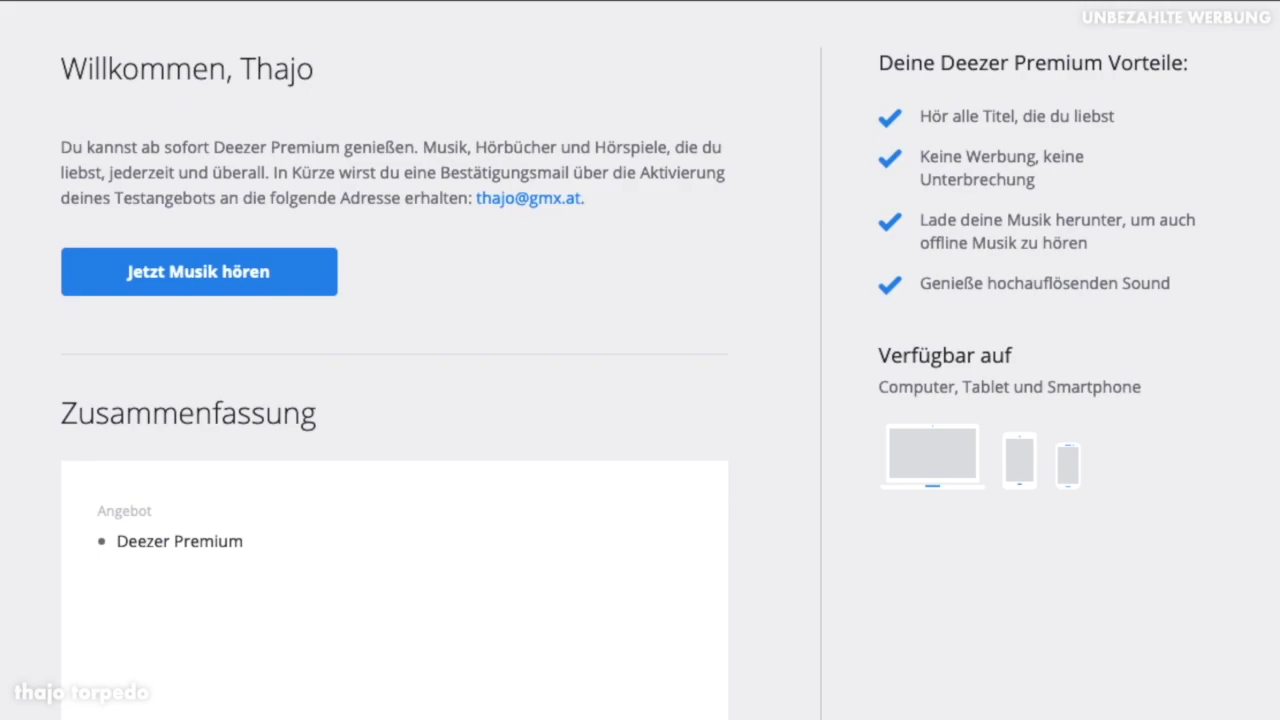 UNBEZAHLTE WERBUNG
Willkommen, Thajo
Du kannst ab sofort Deezer Premium genießen. Musik, Hörbücher und Hörspiele, die du
liebst, jederzeit und überall. In Kürze wirst du eine Bestätigungsmail über die Aktivierung
deines Testangebots an die folgende Adresse erhalten: thajo@gmx.at.
Jetzt Musik hören
Zusammenfassung
Angebot
• Deezer Premium
Deine Deezer Premium Vorteile:
Hör alle Titel, die du liebst
Keine Werbung, keine
Unterbrechung
Lade deine Musik herunter, um auch
offline Musik zu hören
Genieße hochauflösenden Sound
Verfügbar auf
Computer, Tablet und Smartphone
thajo torpedo